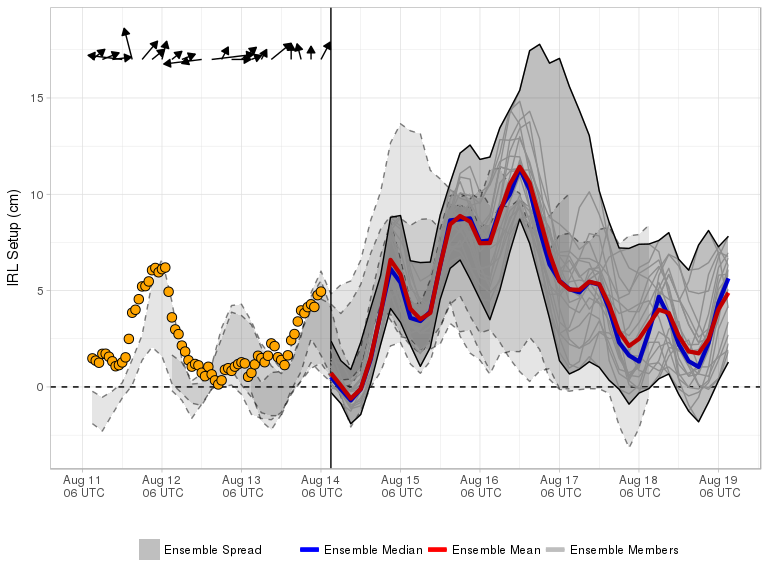 IRL Setup (cm)
15
10
5
0
Aug 11 Aug 12 Aug 13 Aug 14 Aug 15 Aug 16 Aug 17 Aug 18 Aug 19
06 UTC 06 UTC 06 UTC 06 UTC 06 UTC 06 UTC 06 UTC 06 UTC 06 UTC
Ensemble Spread Ensemble Median Ensemble Mean Ensemble Members